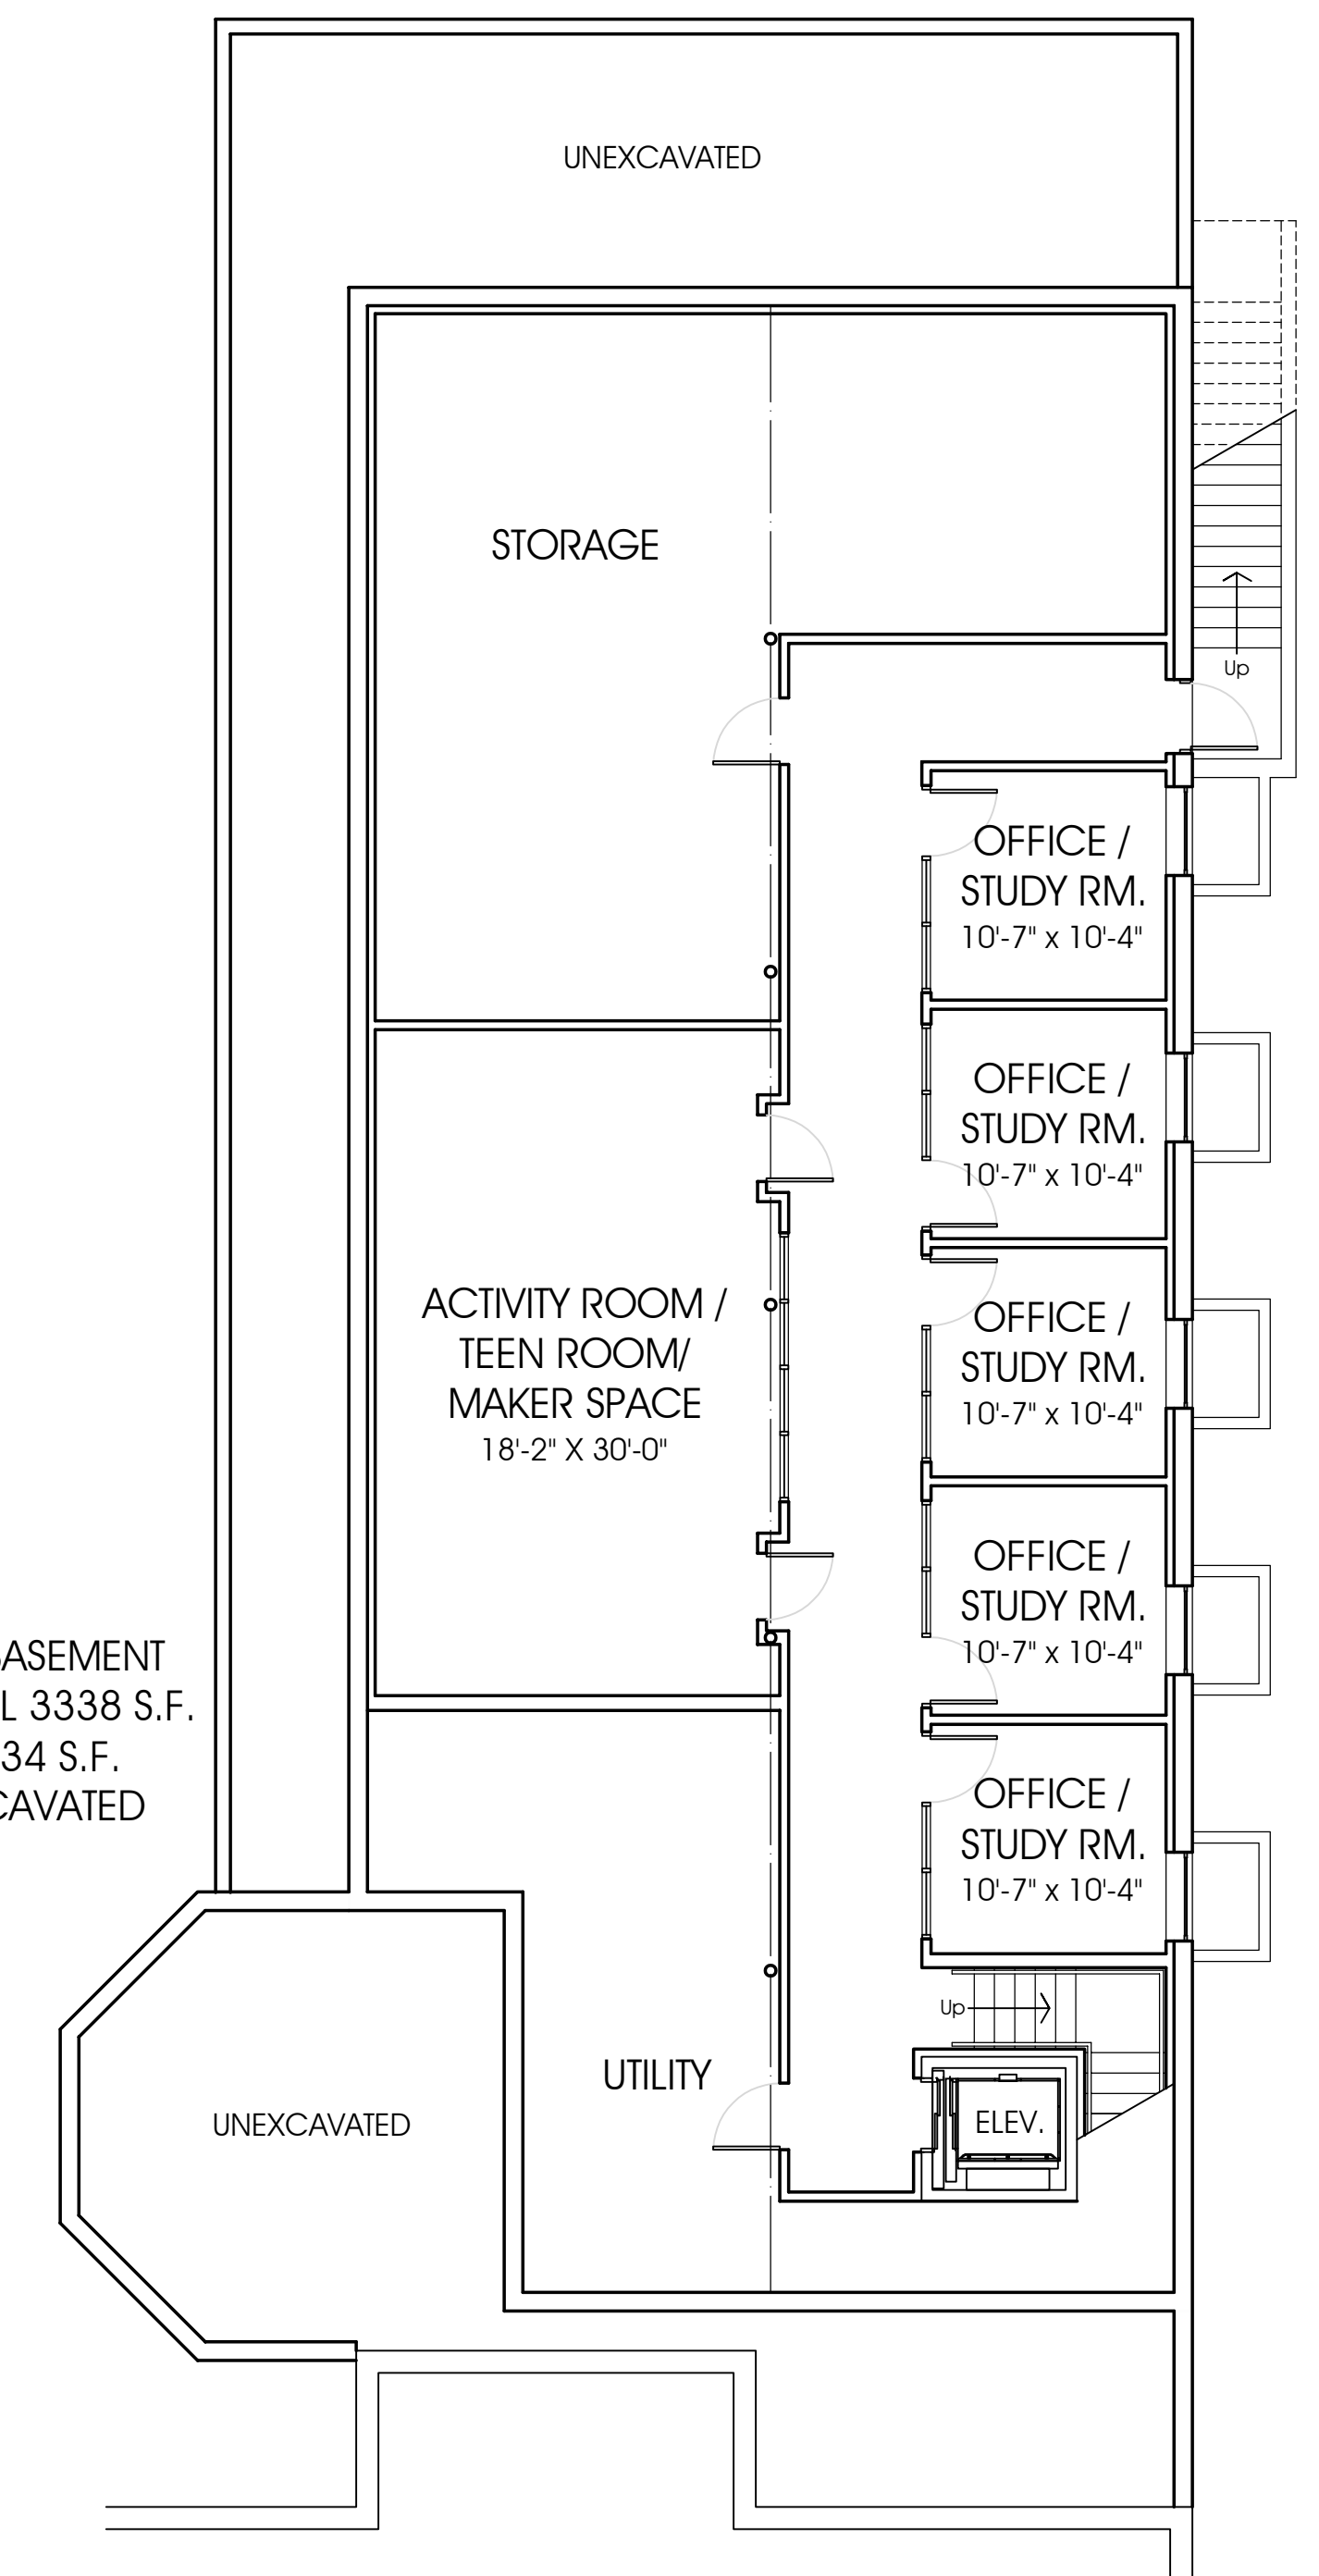 UNEXCAVATED
STORAGE
Up
OFFICE /
STUDY RM.
10'-7" x 10'-4"
OFFICE /
STUDY RM.
10'-7" x 10'-4"
ACTIVITY ROOM /
TEEN ROOM/
MAKER SPACE
18'-2" X 30'-0"
OFFICE /
STUDY RM.
10'-7" x 10'-4"
OFFICE /
STUDY RM.
10'-7" x 10'-4"
ASEMENT
L 3338 S.F.
34 S.F.
CAVATED
OFFICE /
STUDY RM.
10'-7" x 10'-4"
Up
UTILITY
ELEV.
UNEXCAVATED